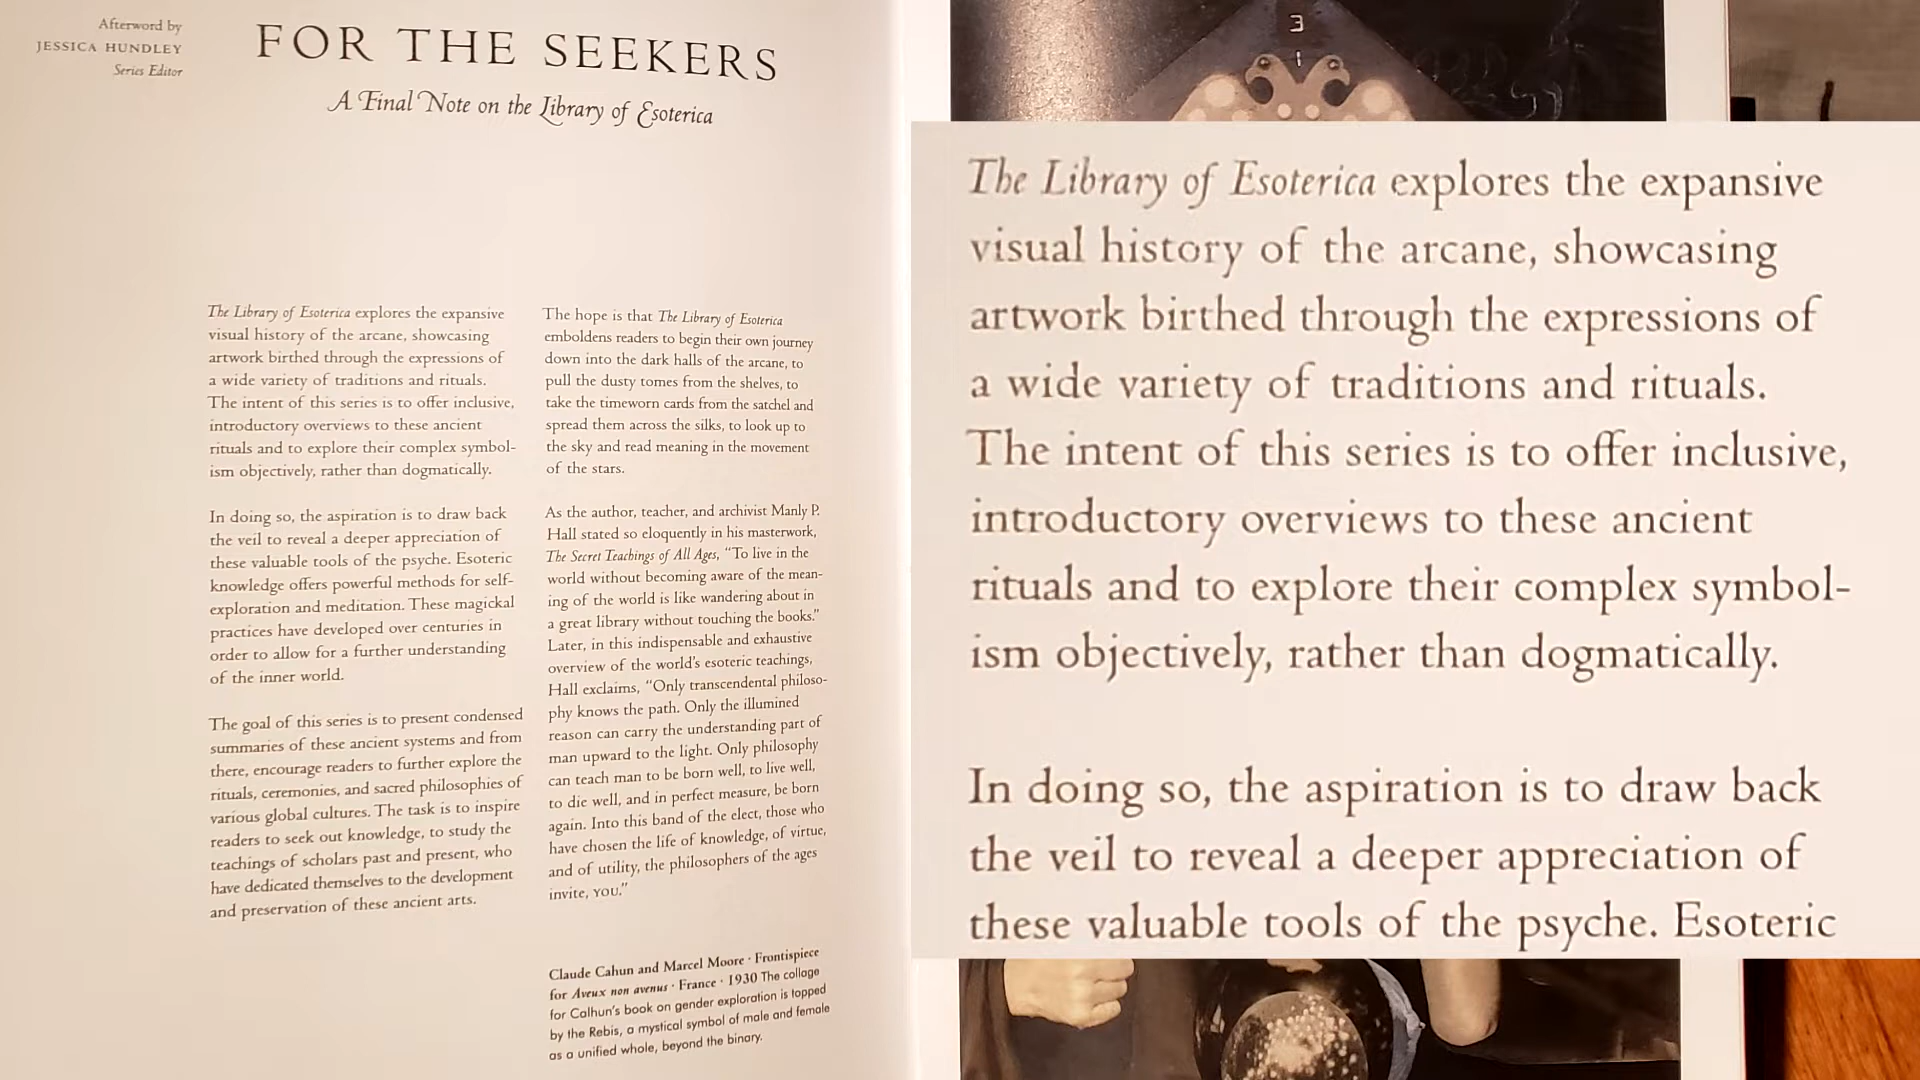 Afterword by
JESSICA HUNDLEY
Series Editor
FOR THE SEEKERS
A Final Note on the Library of Esoterica
The Library of Esoterica explores the expansive
visual history of the arcane, showcasing
artwork birthed through the expressions of
a wide variety of traditions and rituals.
The intent of this series is to offer inclusive,
introductory overviews to these ancient
rituals and to explore their complex symbol-
ism objectively, rather than dogmatically.
In doing so, the aspiration is to draw back
the veil to reveal a deeper appreciation of
these valuable tools of the psyche. Esoteric
knowledge offers powerful methods for self-
exploration and meditation. These magickal
practices have developed over centuries in
order to allow for a further understanding
of the inner world.
The goal of this series is to present condensed
summaries of these ancient systems and from
there, encourage readers to further explore the
rituals, ceremonies, and sacred philosophies of
various global cultures. The task is to inspire
readers to seek out knowledge, to study the
teachings of scholars past and present, who
have dedicated themselves to the development
and preservation of these ancient arts.
The hope is that The Library of Esoterica
emboldens readers to begin their own journey
down into the dark halls of the arcane, to
pull the dusty tomes from the shelves, to
take the timeworn cards from the satchel and
spread them across the silks, to look up to
the sky and read meaning in the movement
of the stars.
As the author, teacher, and archivist Manly P.
Hall stated so eloquently in his masterwork,
The Secret Teachings of All Ages, “To live in the
world without becoming aware of the mean-
ing of the world is like wandering about in
a great library without touching the books.”
Later, in this indispensable and exhaustive
overview of the world’s esoteric teachings,
Hall exclaims, “Only transcendental philoso-
phy knows the path. Only the illumined
reason can carry the understanding part of
man upward to the light. Only philosophy
can teach man to be born well, to live well,
to die well, and in perfect measure, be born
again. Into this band of the elect, those who
have chosen the life of knowledge, of virtue,
and of utility, the philosophers of the ages
invite, YOU.”
Claude Cahun and Marcel Moore · Frontispiece
for Aveux non avenus · France · 1930 The collage
for Calhun’s book on gender exploration is topped
by the Rebis, a mystical symbol of male and female
as a unified whole, beyond the binary.
3
1
The Library of Esoterica explores the expansive
visual history of the arcane, showcasing
artwork birthed through the expressions of
a wide variety of traditions and rituals.
The intent of this series is to offer inclusive,
introductory overviews to these ancient
rituals and to explore their complex symbol-
ism objectively, rather than dogmatically.
In doing so, the aspiration is to draw back
the veil to reveal a deeper appreciation of
these valuable tools of the psyche. Esoteric